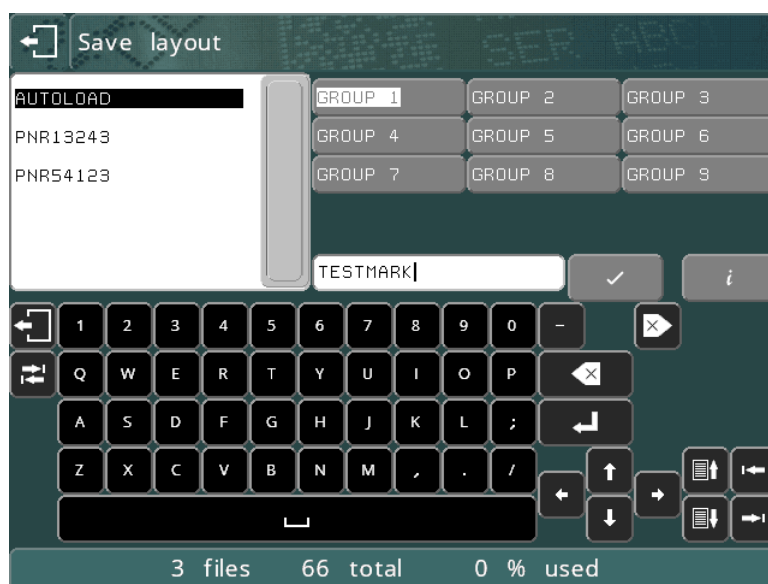 Save layout
AUTOLOAD
PNR13243
PNR54123
GROUP 1 GROUP 2 GROUP 3
GROUP 4 GROUP 5 GROUP 6
GROUP 7 GROUP 8 GROUP 9
TESTMARK
i
1 2 3 4 5 6 7 8 9 0 -
Q W E R T Y U I O P
A S D F G H J K L ;
Z X C V B N M , . /
3 files 66 total 0 % used